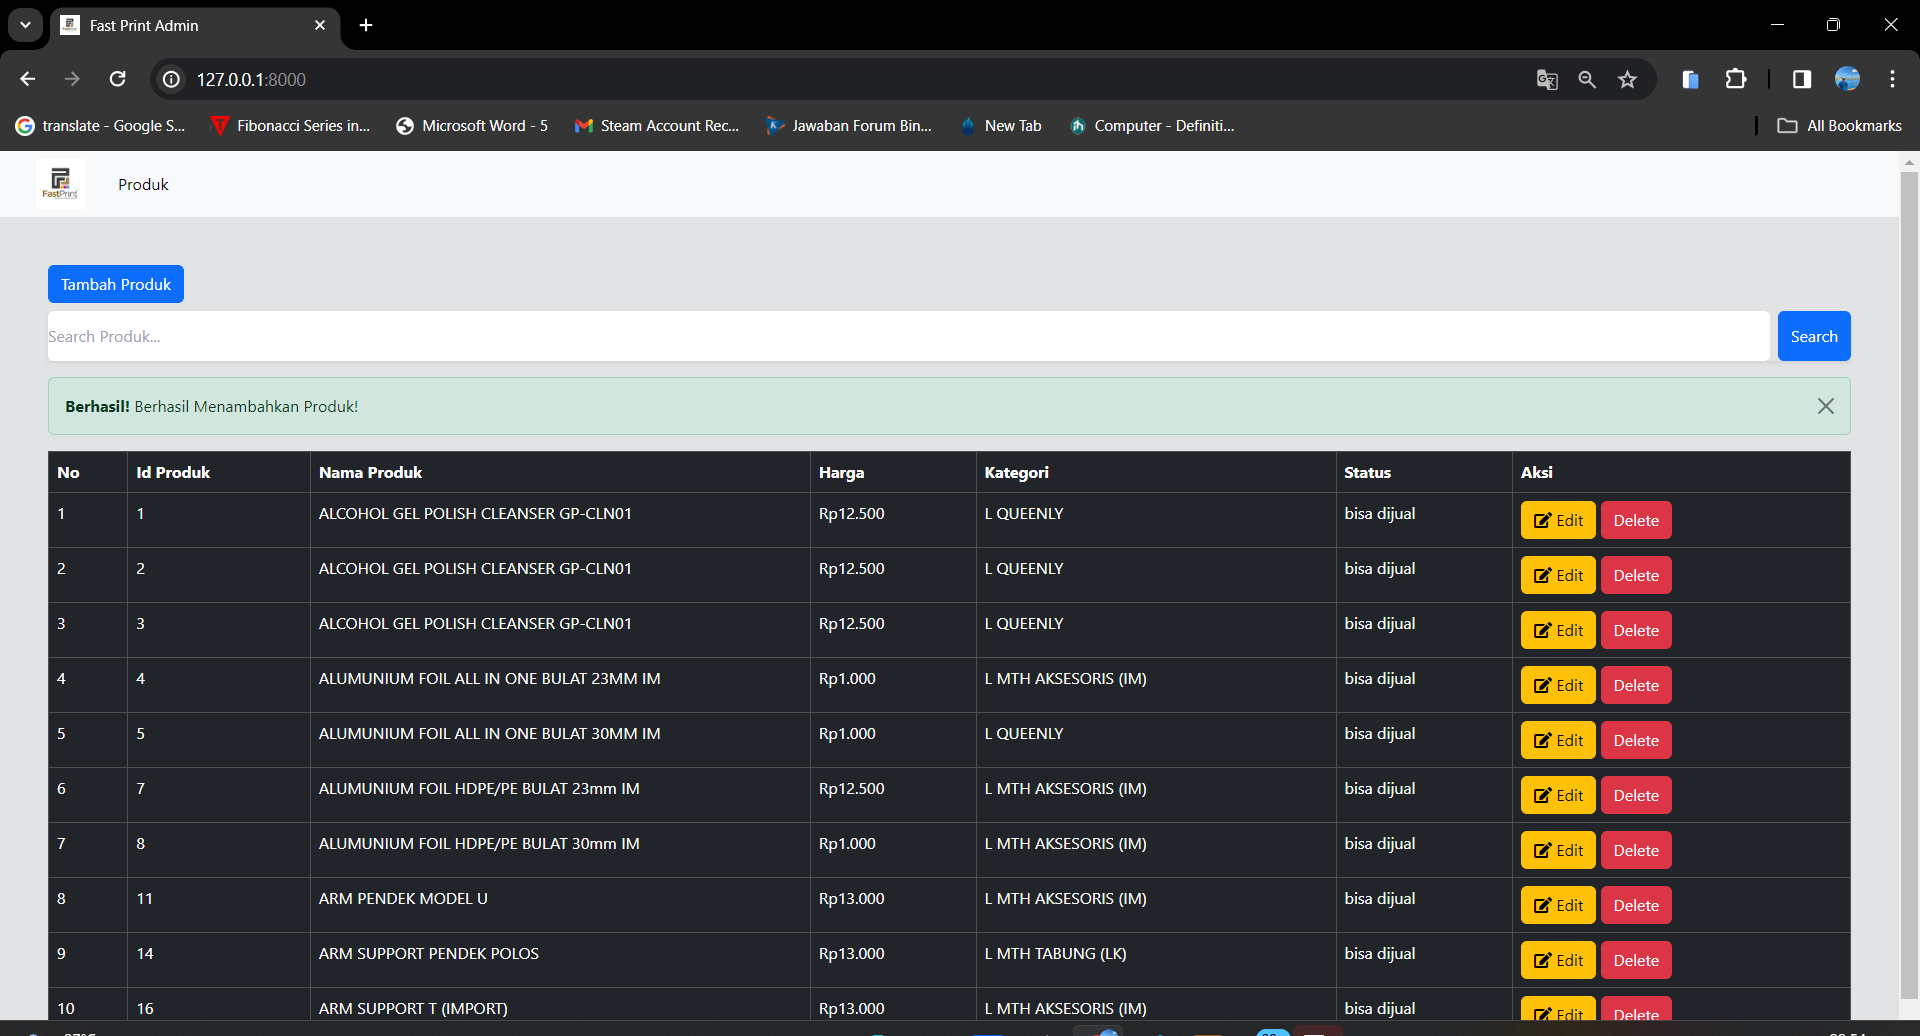 Fast Print Admin
127.0.0.1:8000
translate - Google S...
Fibonacci Series in...
Microsoft Word - 5
Steam Account Rec...
Jawaban Forum Bin...
New Tab
Computer - Definiti...
All Bookmarks
FastPrint
Produk
Tambah Produk
Search Produk...
Search
Berhasil! Berhasil Menambahkan Produk!
No Id Produk Nama Produk Harga Kategori Status Aksi
1 1 ALCOHOL GEL POLISH CLEANSER GP-CLN01 Rp12.500 L QUEENLY bisa dijual Edit Delete
2 2 ALCOHOL GEL POLISH CLEANSER GP-CLN01 Rp12.500 L QUEENLY bisa dijual Edit Delete
3 3 ALCOHOL GEL POLISH CLEANSER GP-CLN01 Rp12.500 L QUEENLY bisa dijual Edit Delete
4 4 ALUMUNIUM FOIL ALL IN ONE BULAT 23MM IM Rp1.000 L MTH AKSESORIS (IM) bisa dijual Edit Delete
5 5 ALUMUNIUM FOIL ALL IN ONE BULAT 30MM IM Rp1.000 L QUEENLY bisa dijual Edit Delete
6 7 ALUMUNIUM FOIL HDPE/PE BULAT 23mm IM Rp12.500 L MTH AKSESORIS (IM) bisa dijual Edit Delete
7 8 ALUMUNIUM FOIL HDPE/PE BULAT 30mm IM Rp1.000 L MTH AKSESORIS (IM) bisa dijual Edit Delete
8 11 ARM PENDEK MODEL U Rp13.000 L MTH AKSESORIS (IM) bisa dijual Edit Delete
9 14 ARM SUPPORT PENDEK POLOS Rp13.000 L MTH TABUNG (LK) bisa dijual Edit Delete
10 16 ARM SUPPORT T (IMPORT) Rp13.000 L MTH AKSESORIS (IM) bisa dijual Edit Delete